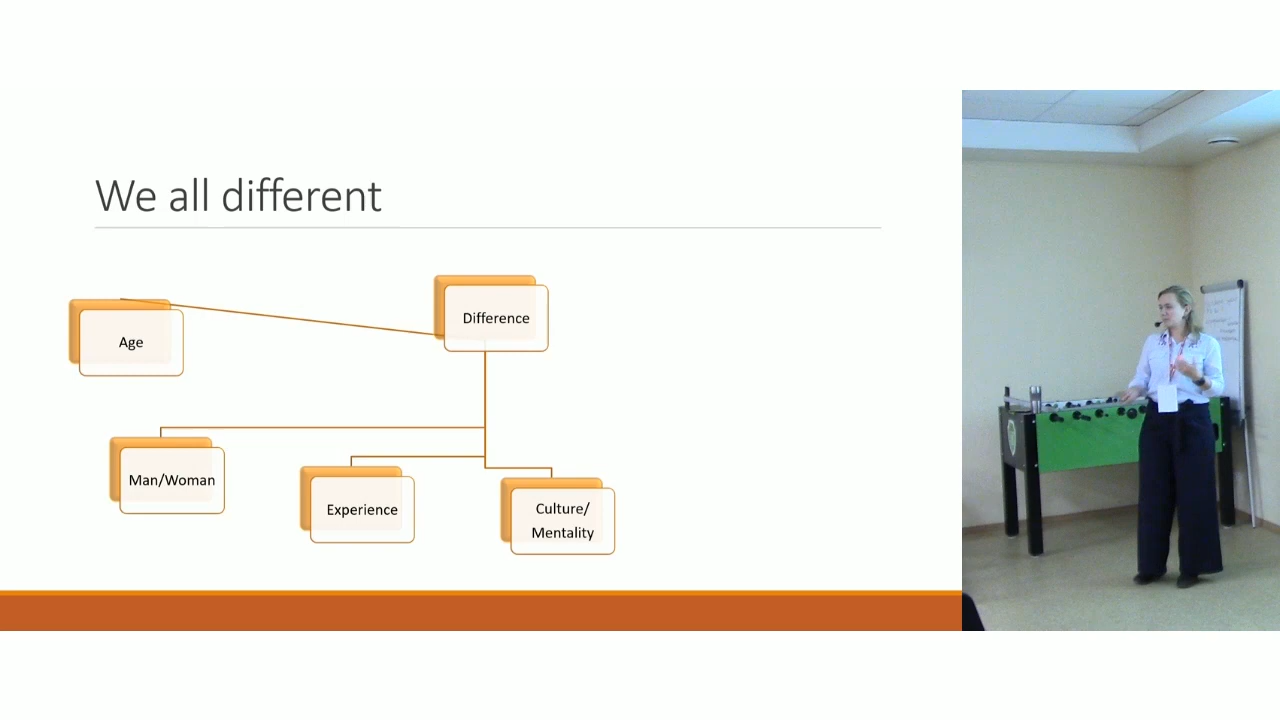 We all different
Difference
Age
Man/Woman
Experience
Culture/
Mentality